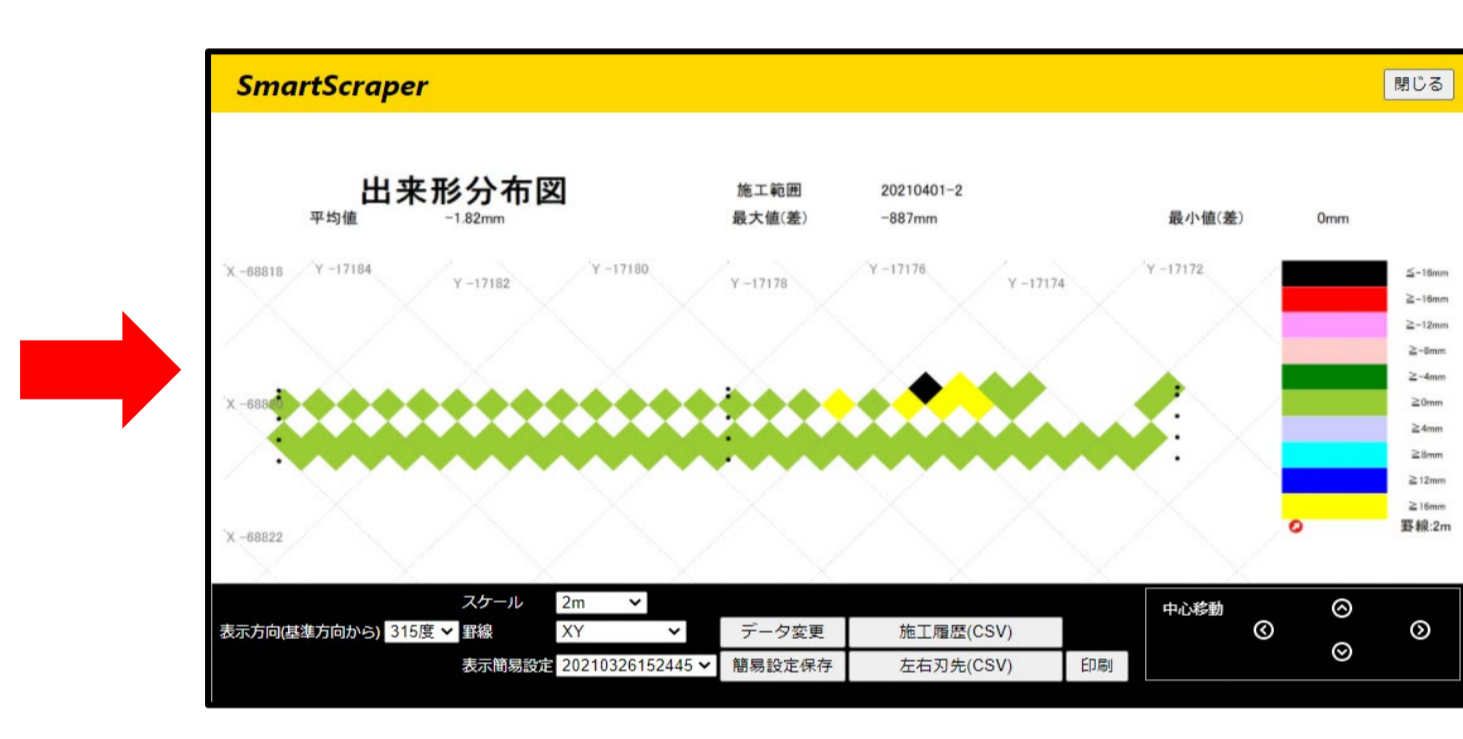 SmartScraper
閉じる
出来形分布図
施工範囲 20210401-2
平均値 -1.82mm 最大値(差) -887mm 最小値(差) 0mm
X -68818 Y -17184 Y -17182 Y -17180 Y -17178 Y -17176 Y -17174 Y -17172
X -68820
X -68822
≦-16mm
≧-16mm
≧-12mm
≧-8mm
≧-4mm
≧0mm
≧4mm
≧8mm
≧12mm
≧16mm
罫線:2m
スケール 2m
表示方向(基準方向から) 315度 罫線 XY データ変更 施工履歴(CSV)
表示簡易設定 20210326152445 簡易設定保存 左右刃先(CSV) 印刷
中心移動